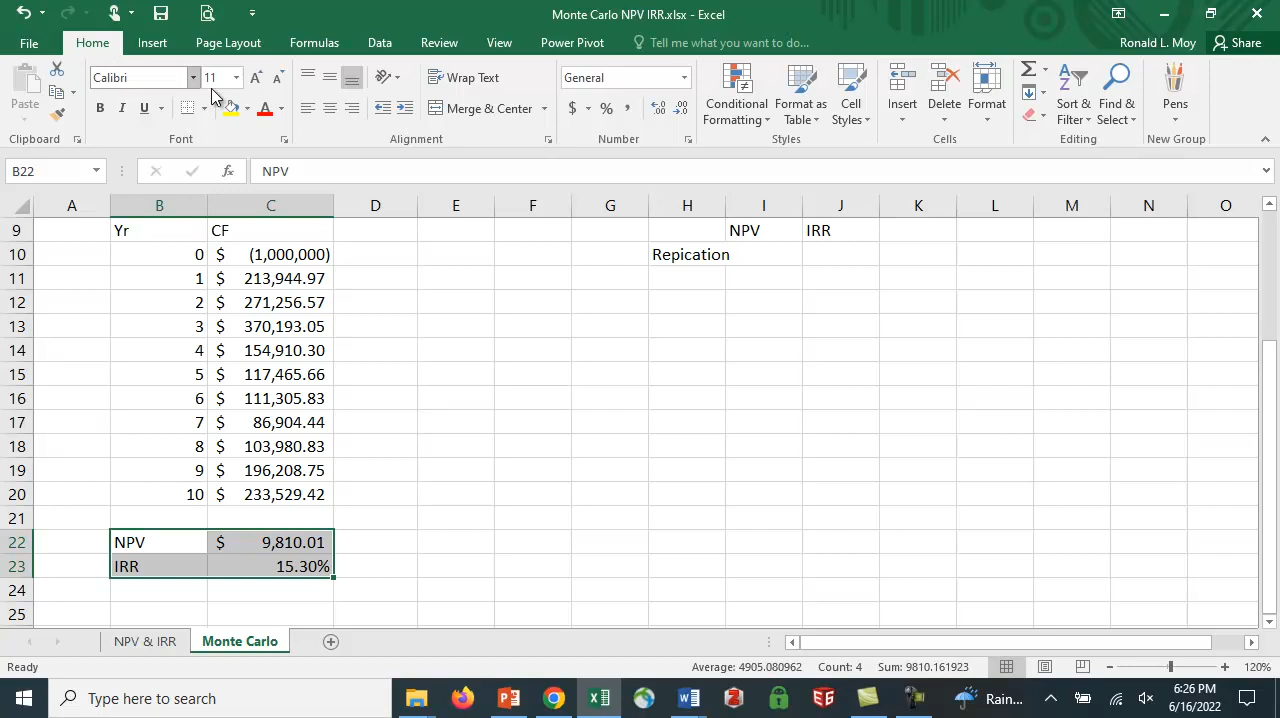 Monte Carlo NPV IRR.xlsx - Excel
File Home Insert Page Layout Formulas Data Review View Power Pivot Tell me what you want to do... Ronald L. Moy Share
Paste
Calibri 11
B I U A
Wrap Text
Merge & Center
General
$ % ,
Conditional Formatting
Format as Table
Cell Styles
Insert Delete Format
Sort & Filter
Find & Select
Pens
Clipboard Font Alignment Number Styles Cells Editing New Group
B22 fx NPV
A B C D E F G H I J K L M N O
9 Yr CF NPV IRR
10 0 $ (1,000,000) Repication
11 1 $ 213,944.97
12 2 $ 271,256.57
13 3 $ 370,193.05
14 4 $ 154,910.30
15 5 $ 117,465.66
16 6 $ 111,305.83
17 7 $ 86,904.44
18 8 $ 103,980.83
19 9 $ 196,208.75
20 10 $ 233,529.42
21
22 NPV $ 9,810.01
23 IRR 15.30%
24
25
NPV & IRR Monte Carlo
Ready Average: 4905.080962 Count: 4 Sum: 9810.161923 120%
Type here to search Rain... 6:26 PM
6/16/2022